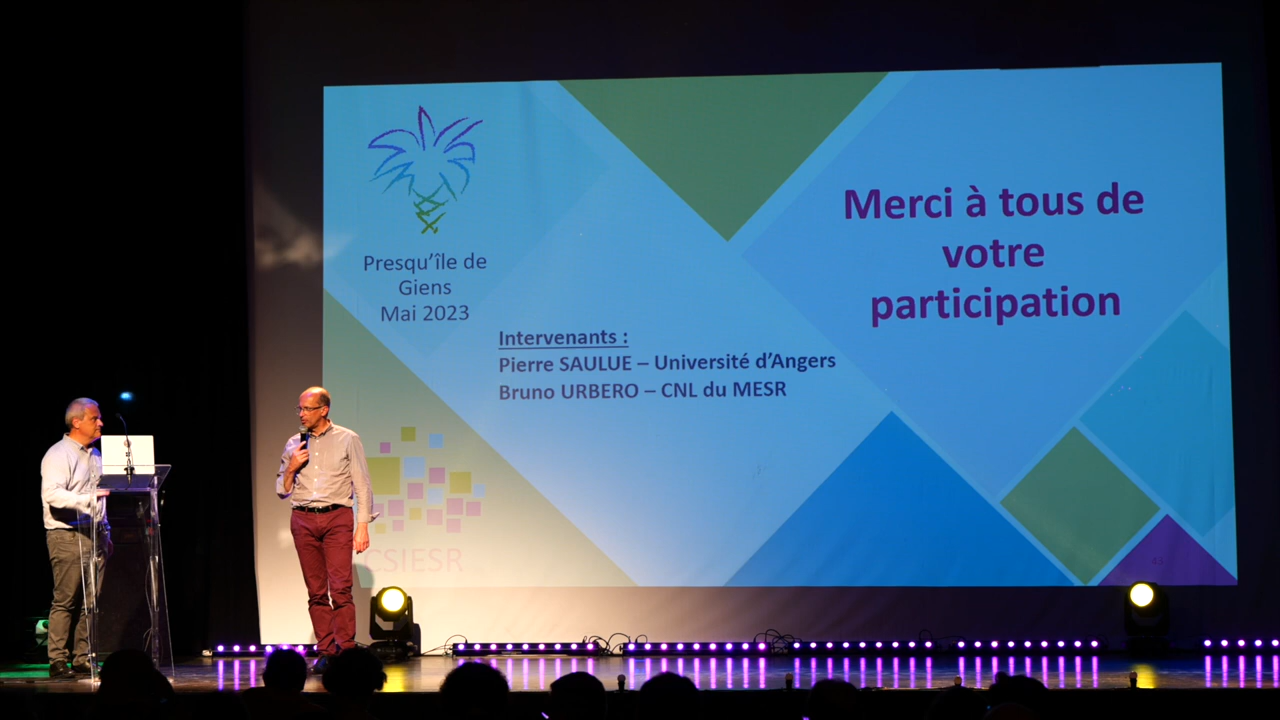 Presqu'île de
Giens
Mai 2023
Merci à tous de
votre
participation
Intervenants :
Pierre SAULUE – Université d'Angers
Bruno URBERO – CNL du MESR
CSIESR
43